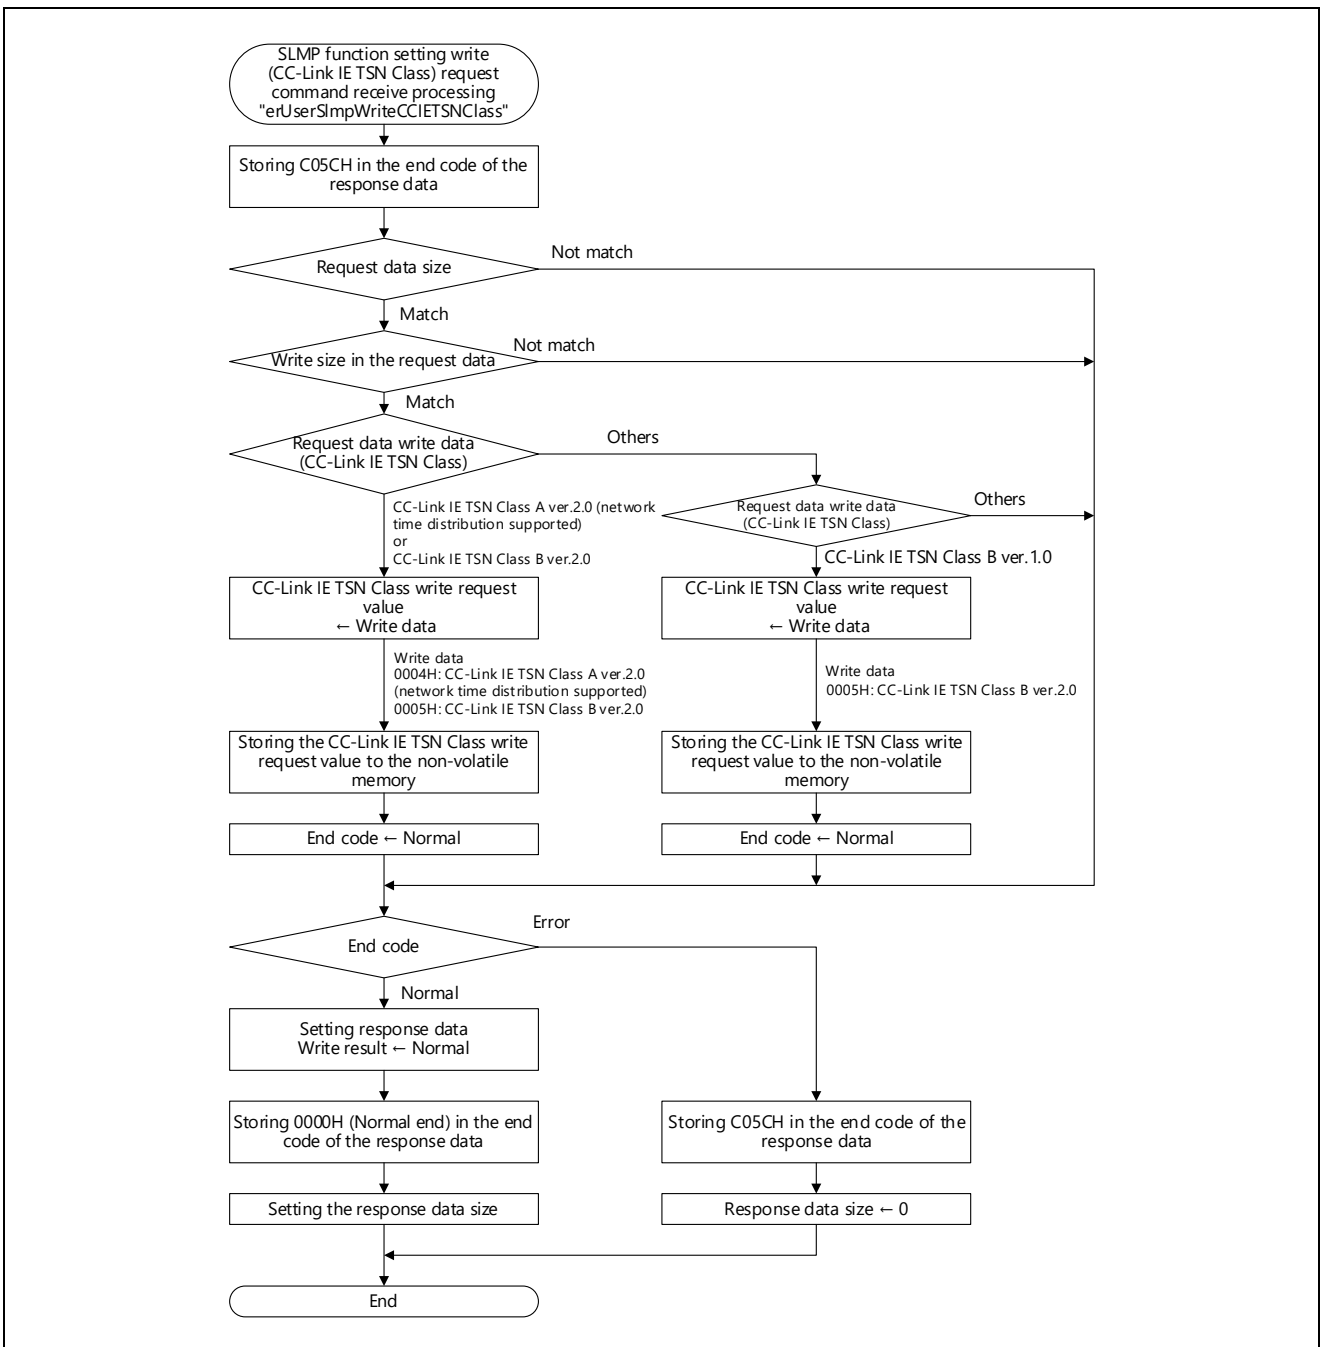 SLMP function setting write
(CC-Link IE TSN Class) request
command receive processing
"erUserSlmpWriteCCIETSNClass"
Storing C05CH in the end code of the
response data
Request data size
Not match
Match
Write size in the request data
Not match
Match
Request data write data
(CC-Link IE TSN Class)
Others
Request data write data
(CC-Link IE TSN Class)
Others
CC-Link IE TSN Class A ver.2.0 (network
time distribution supported)
or
CC-Link IE TSN Class B ver.2.0
CC-Link IE TSN Class B ver.1.0
CC-Link IE TSN Class write request
value
← Write data
CC-Link IE TSN Class write request
value
← Write data
Write data
0004H: CC-Link IE TSN Class A ver.2.0
(network time distribution supported)
0005H: CC-Link IE TSN Class B ver.2.0
Write data
0005H: CC-Link IE TSN Class B ver.2.0
Storing the CC-Link IE TSN Class write
request value to the non-volatile
memory
Storing the CC-Link IE TSN Class write
request value to the non-volatile
memory
End code ← Normal
End code ← Normal
End code
Error
Normal
Setting response data
Write result ← Normal
Storing 0000H (Normal end) in the end
code of the response data
Storing C05CH in the end code of the
response data
Setting the response data size
Response data size ← 0
End